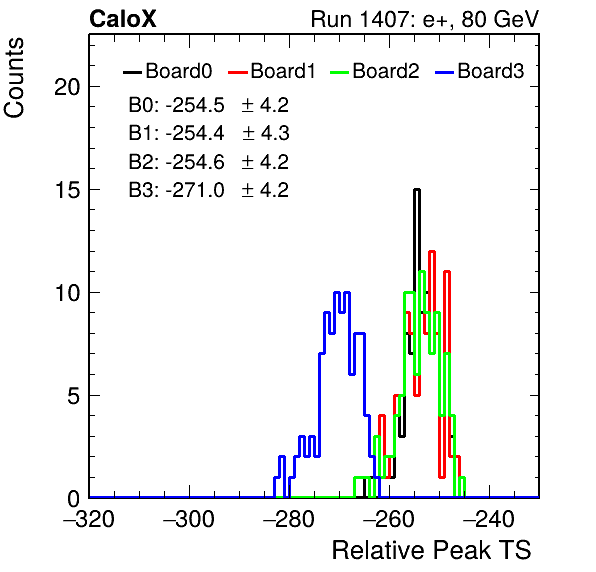 CaloX Run 1407: e+, 80 GeV
Counts
Board0 Board1 Board2 Board3
B0: -254.5 ± 4.2
B1: -254.4 ± 4.3
B2: -254.6 ± 4.2
B3: -271.0 ± 4.2
20
15
10
5
0
−320 −300 −280 −260 −240
Relative Peak TS